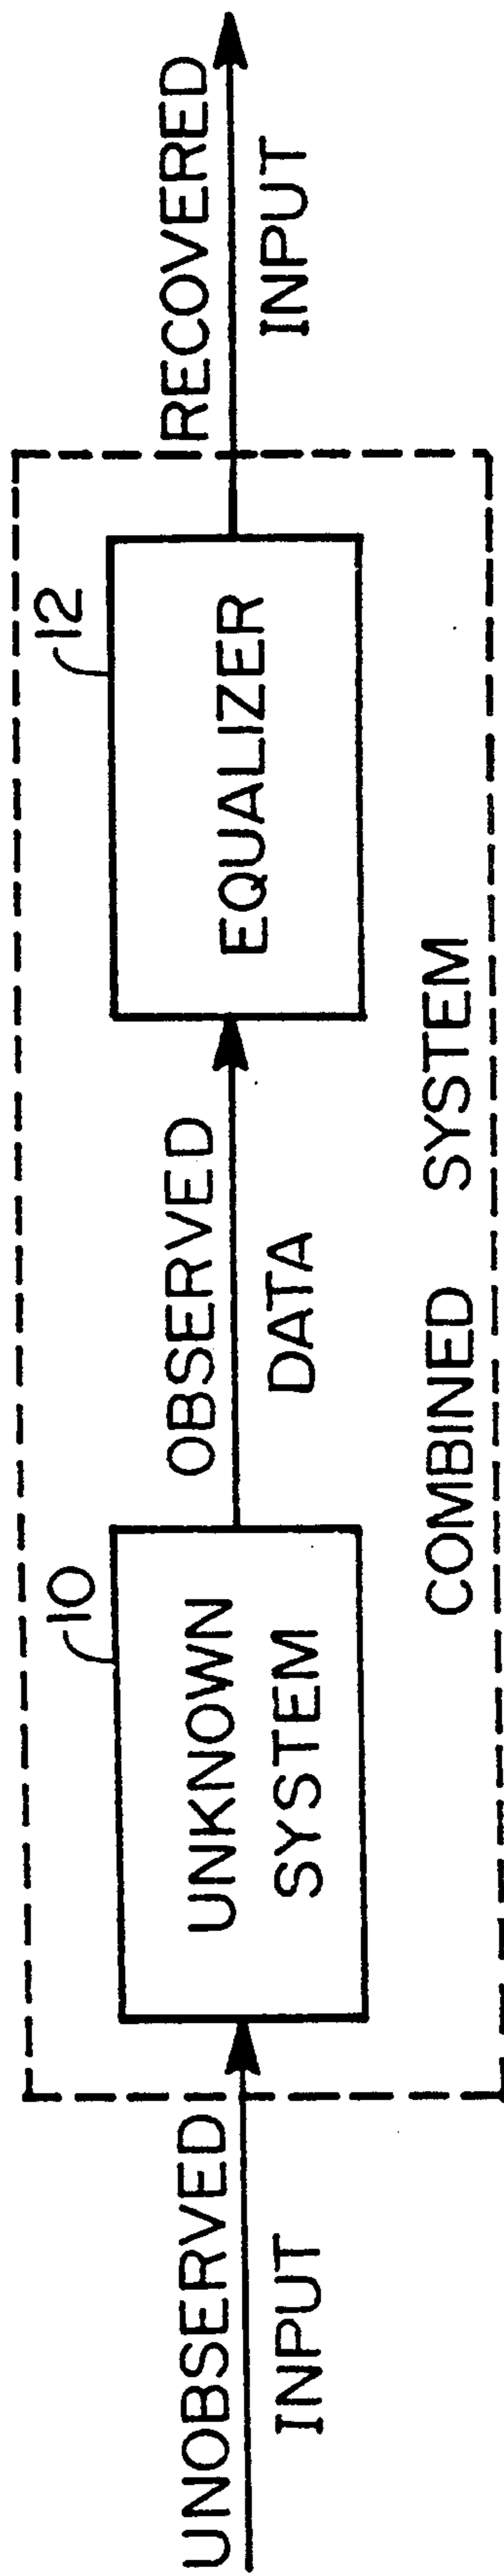 UNOBSERVED
INPUT
10
UNKNOWN
SYSTEM
OBSERVED
DATA
12
EQUALIZER
RECOVERED
INPUT
COMBINED SYSTEM